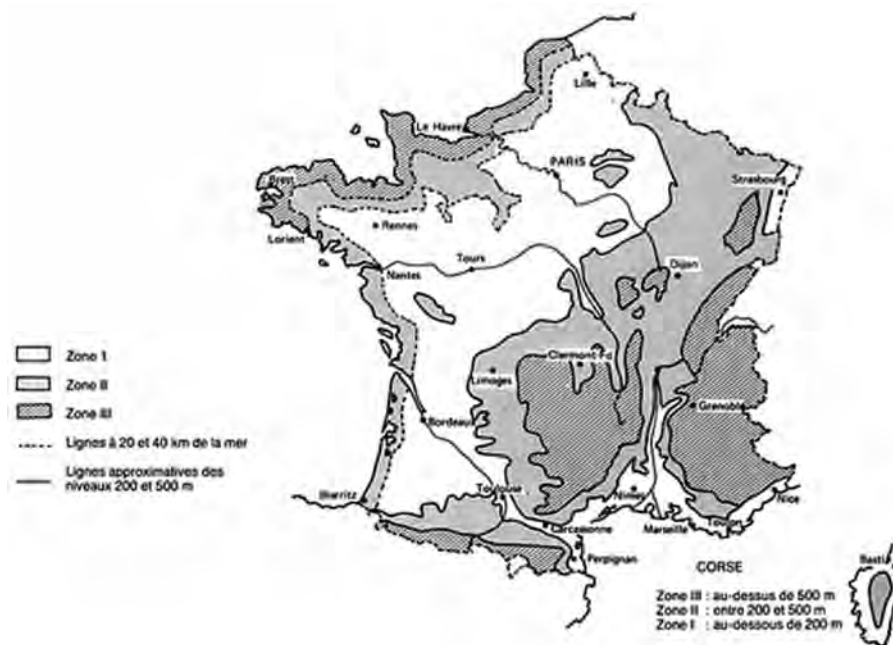 Lille
Le Havre
PARIS
Strasbourg
Brest
Rennes
Lorient
Tours
Dijon
Nantes
Zone I
Zone II
Zone III
Lignes à 20 et 40 km de la mer
Lignes approximatives des
niveaux 200 et 500 m
Clermont-Fd
Limoges
Grenoble
Bordeaux
Biarritz
Toulouse
Nîmes
Nice
Carcassonne
Marseille
Toulon
Perpignan
CORSE
Bastia
Zone III : au-dessus de 500 m
Zone II : entre 200 et 500 m
Zone I : au-dessous de 200 m